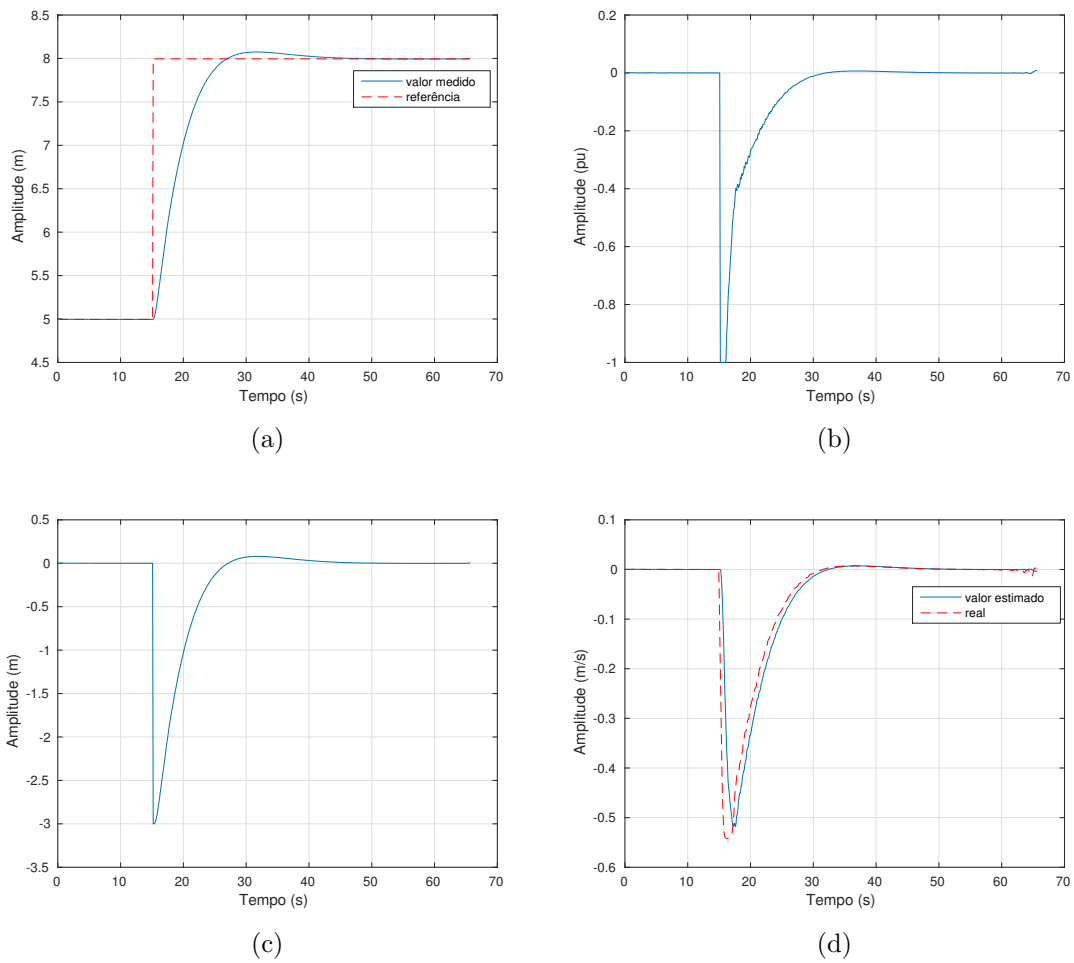 8.5
8
7.5
7
6.5
6
5.5
5
4.5
0 10 20 30 40 50 60 70
Amplitude (m)
Tempo (s)
valor medido
referência
(a)
0.2
0
-0.2
-0.4
-0.6
-0.8
-1
0 10 20 30 40 50 60 70
Amplitude (pu)
Tempo (s)
(b)
0.5
0
-0.5
-1
-1.5
-2
-2.5
-3
-3.5
0 10 20 30 40 50 60 70
Amplitude (m)
Tempo (s)
(c)
0.1
0
-0.1
-0.2
-0.3
-0.4
-0.5
-0.6
0 10 20 30 40 50 60 70
Amplitude (m/s)
Tempo (s)
valor estimado
real
(d)